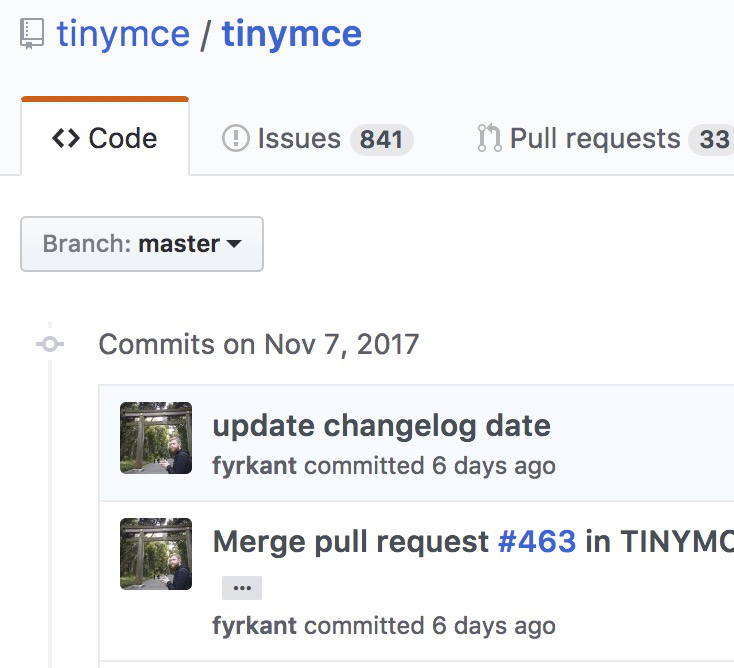 tinymce / tinymce
<> Code Issues 841 Pull requests 33
Branch: master
Commits on Nov 7, 2017
update changelog date
fyrkant committed 6 days ago
Merge pull request #463 in TINYMC
...
fyrkant committed 6 days ago